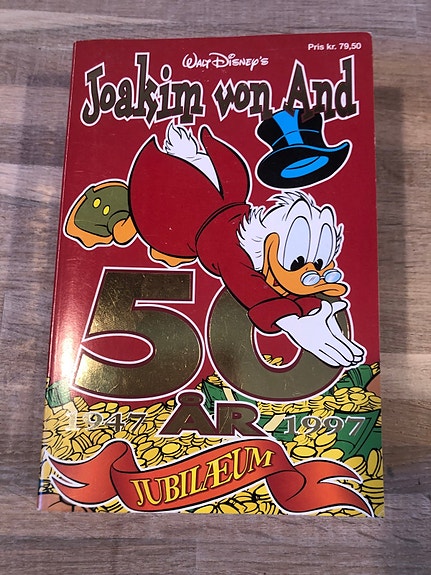 Pris kr. 79,50
WALT DISNEY'S
Joakim von And
50
1947 ÅR 1997
JUBILÆUM